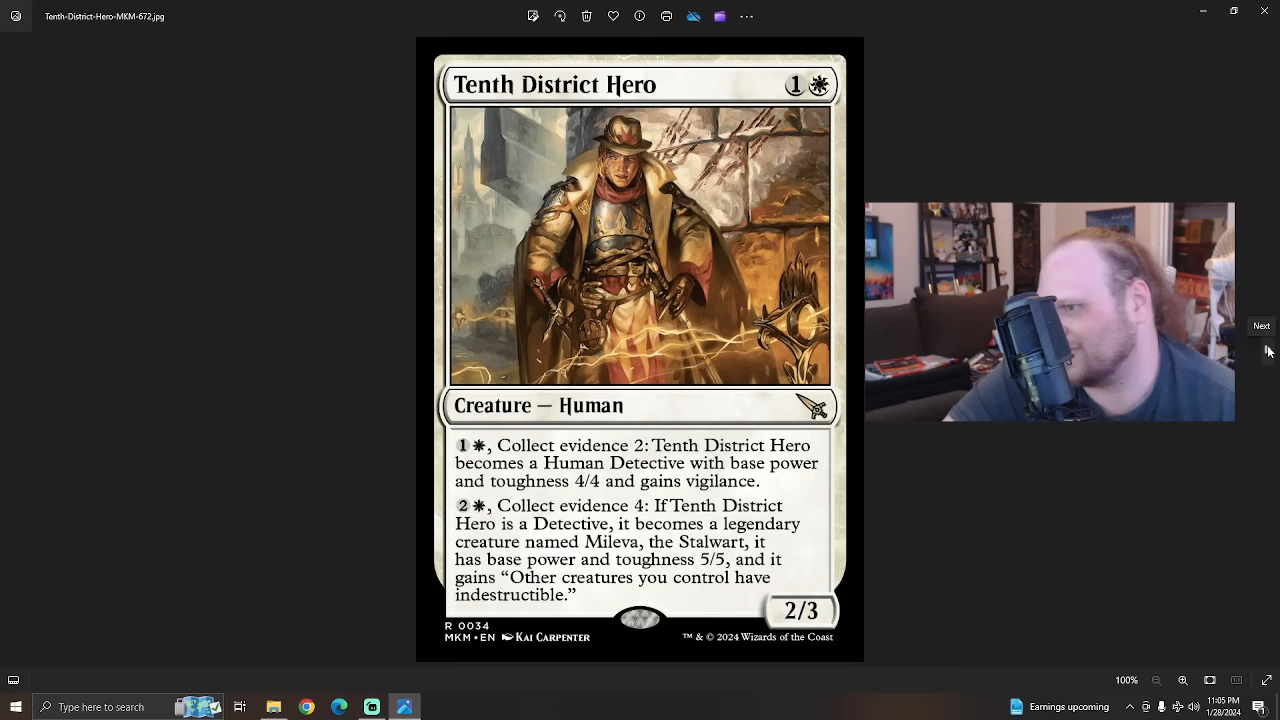 Tenth-District-Hero-MKM-672.jpg
Tenth District Hero 1
Creature — Human
1, Collect evidence 2: Tenth District Hero
becomes a Human Detective with base power
and toughness 4/4 and gains vigilance.
2, Collect evidence 4: If Tenth District
Hero is a Detective, it becomes a legendary
creature named Mileva, the Stalwart, it
has base power and toughness 5/5, and it
gains “Other creatures you control have
indestructible.”
2/3
R 0034
MKM • EN KAI CARPENTER
™ & © 2024 Wizards of the Coast
Next
100%
Type here to search
Earnings upcoming
11:05 PM
1/28/2024